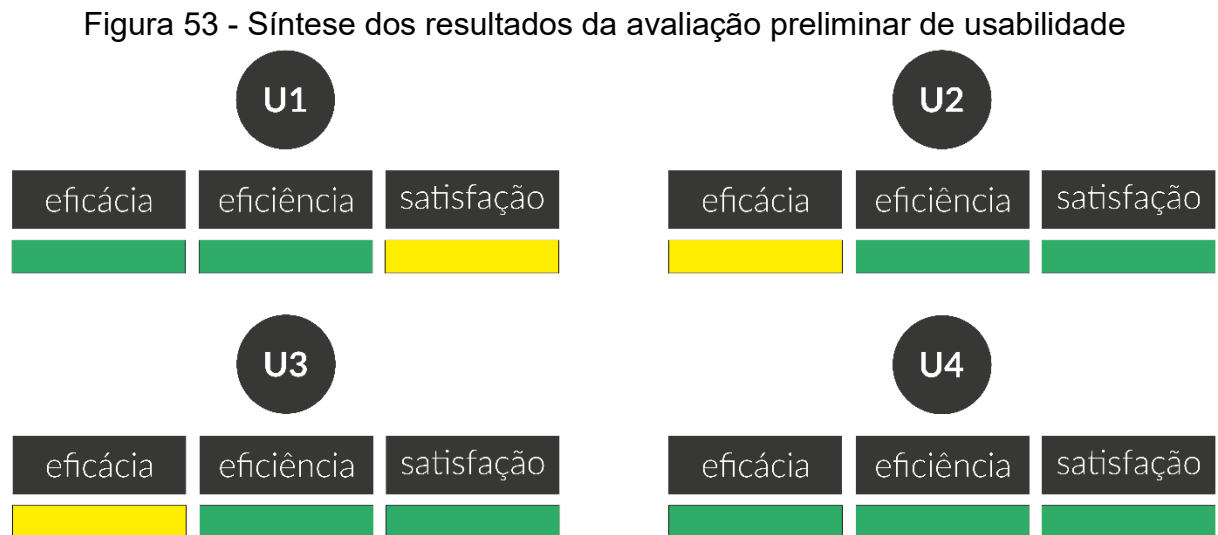 Figura 53 - Síntese dos resultados da avaliação preliminar de usabilidade
U1
U2
eficácia eficiência satisfação
eficácia eficiência satisfação
U3
U4
eficácia eficiência satisfação
eficácia eficiência satisfação